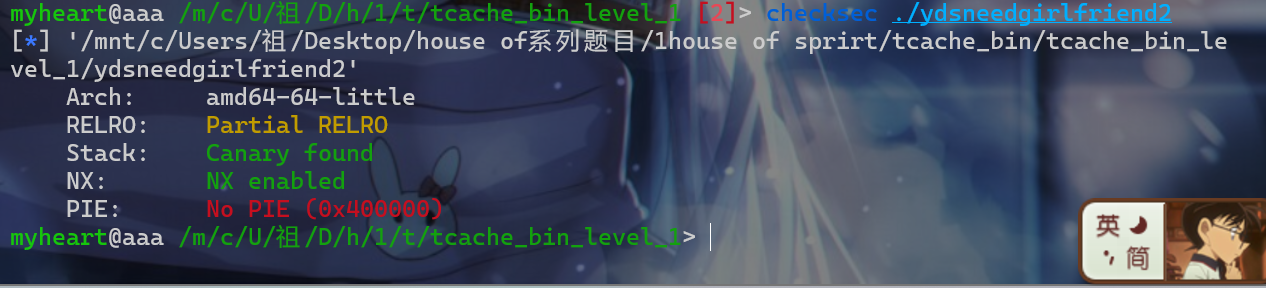 myheart@aaa /m/c/U/祖/D/h/1/t/tcache_bin_level_1 [2]> checksec ./ydsneedgirlfriend2
[*] '/mnt/c/Users/祖/Desktop/house of系列题目/1house of sprirt/tcache_bin/tcache_bin_le
vel_1/ydsneedgirlfriend2'
    Arch:     amd64-64-little
    RELRO:    Partial RELRO
    Stack:    Canary found
    NX:       NX enabled
    PIE:      No PIE (0x400000)
myheart@aaa /m/c/U/祖/D/h/1/t/tcache_bin_level_1>
英
简